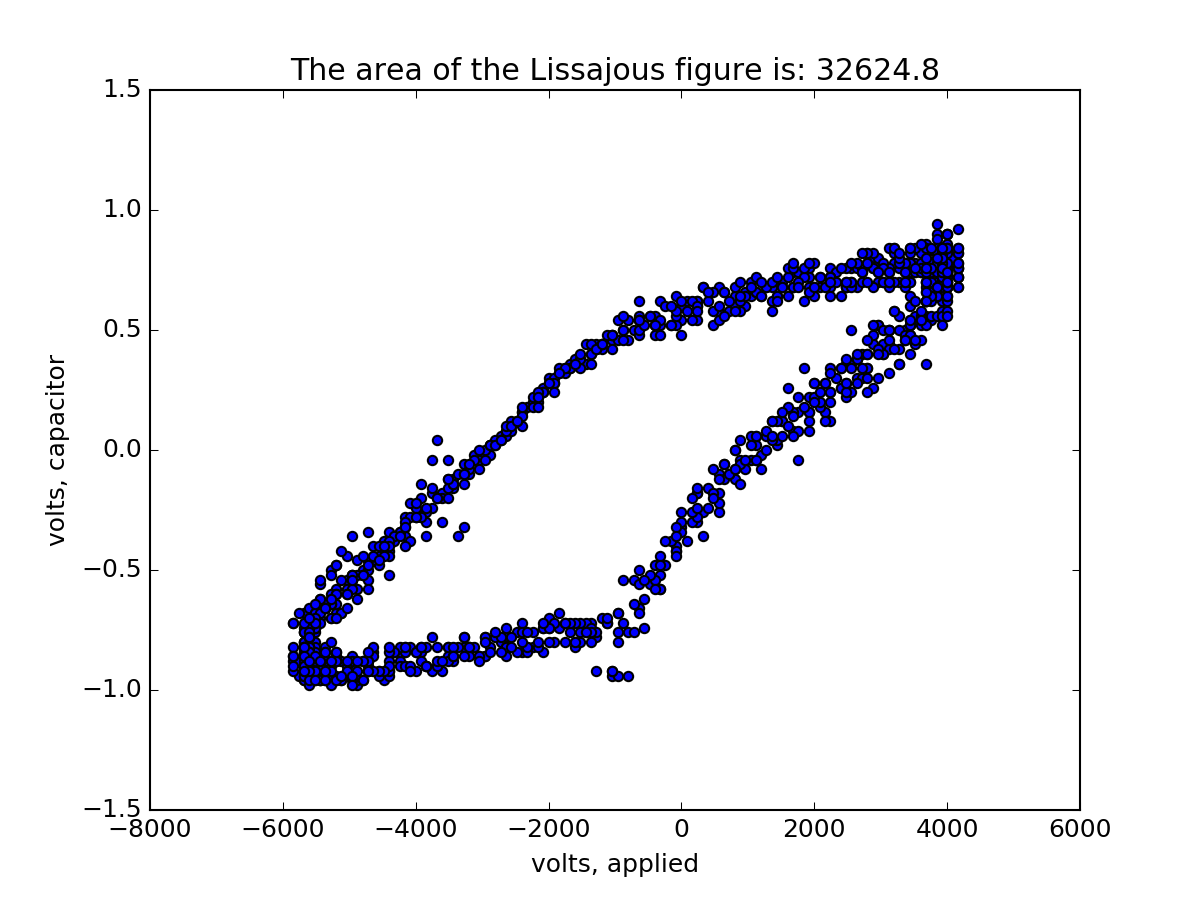 The area of the Lissajous figure is: 32624.8
1.5
1.0
0.5
0.0
−0.5
−1.0
−1.5
volts, capacitor
−8000 −6000 −4000 −2000 0 2000 4000 6000
volts, applied